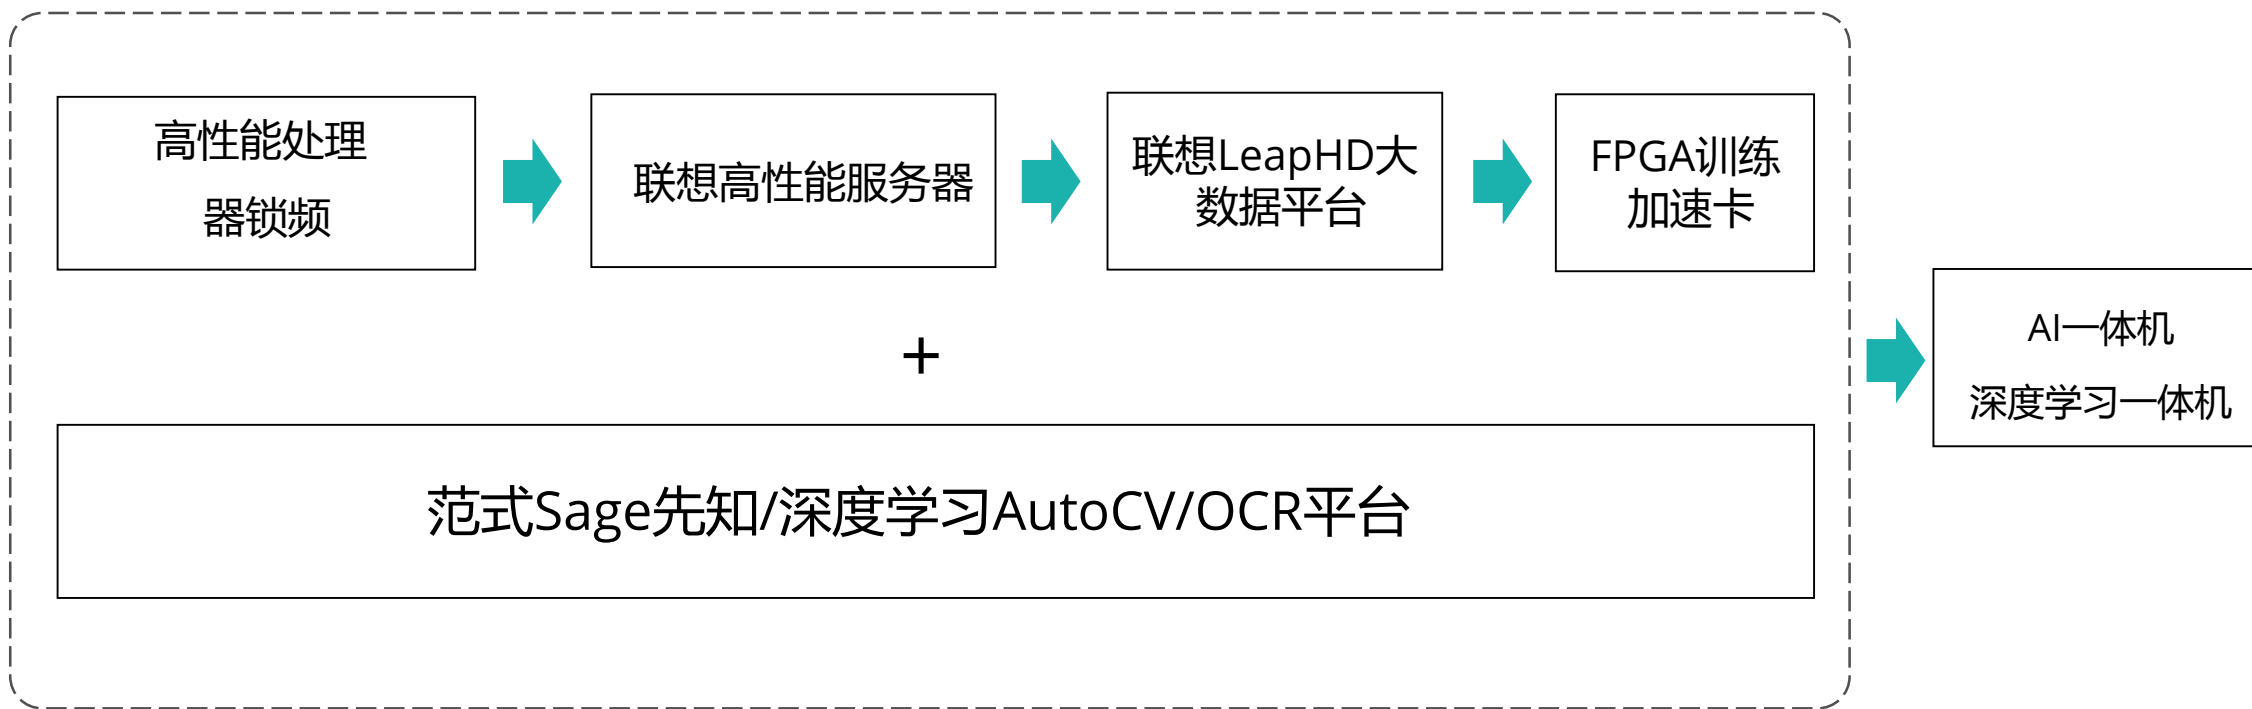 高性能处理
器锁频
联想高性能服务器
联想LeapHD大
数据平台
FPGA训练
加速卡
+
范式Sage先知/深度学习AutoCV/OCR平台
AI一体机
深度学习一体机